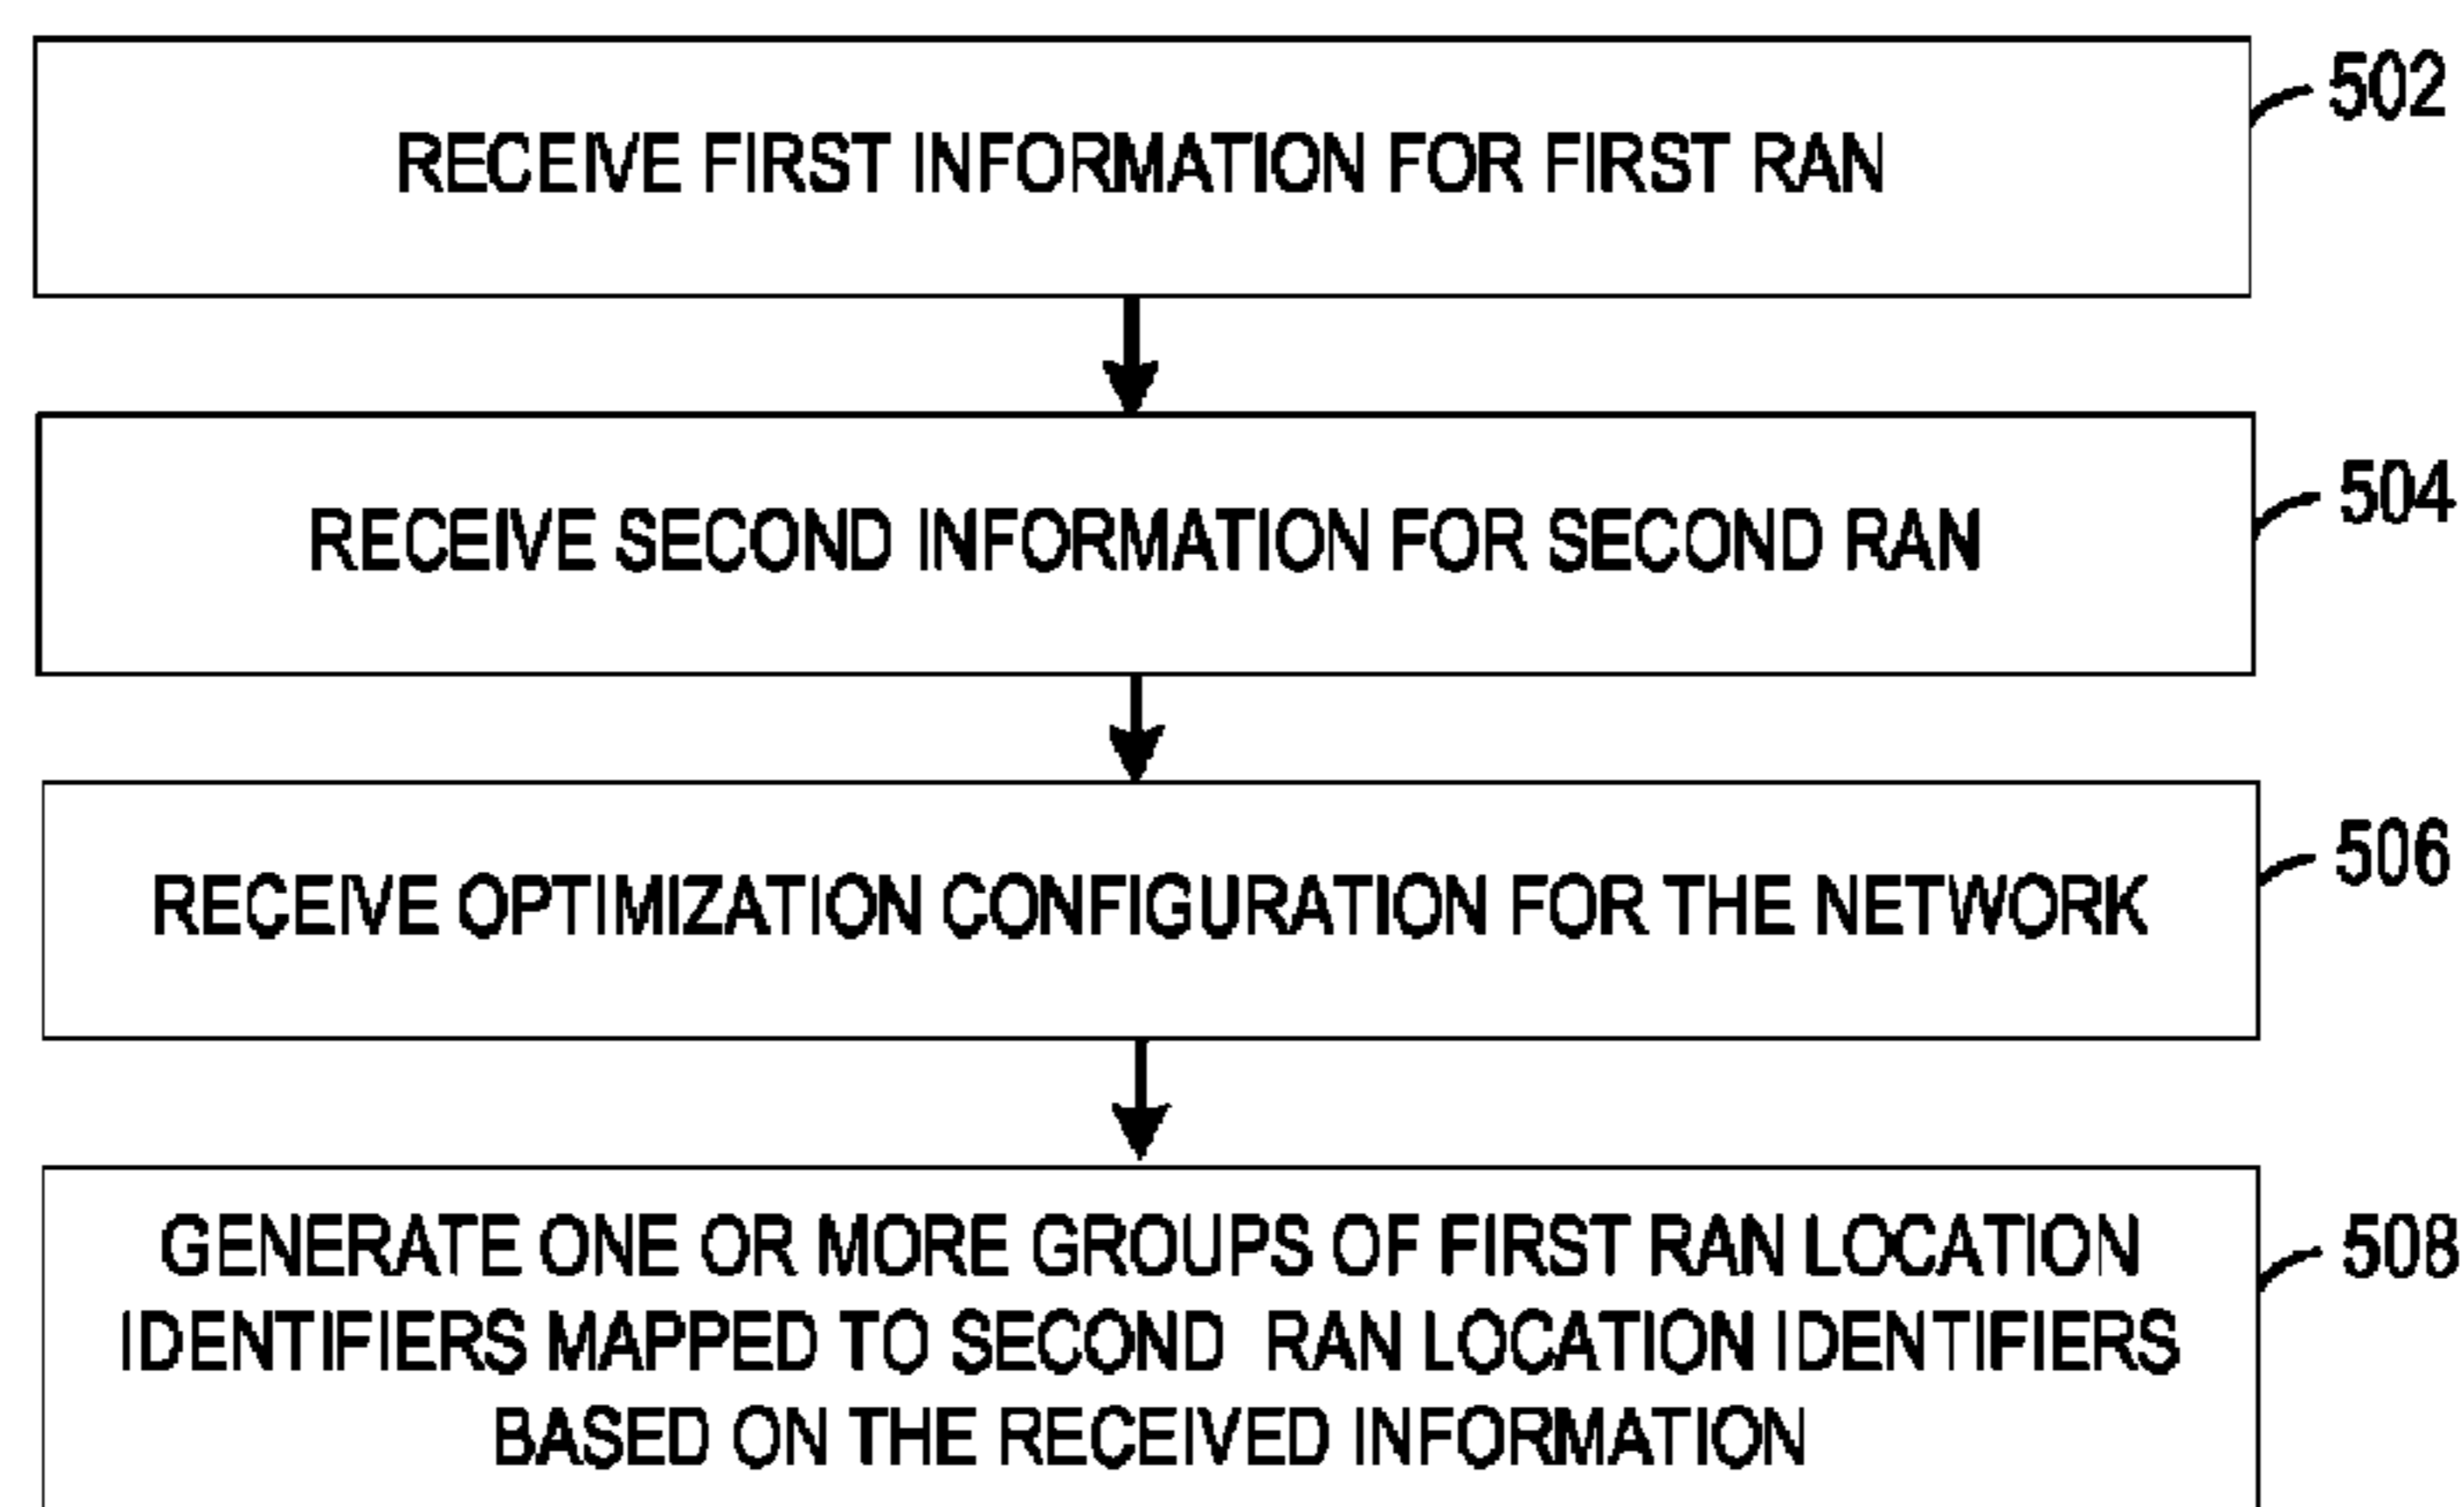 502
RECEIVE FIRST INFORMATION FOR FIRST RAN
504
RECEIVE SECOND INFORMATION FOR SECOND RAN
506
RECEIVE OPTIMIZATION CONFIGURATION FOR THE NETWORK
508
GENERATE ONE OR MORE GROUPS OF FIRST RAN LOCATION
IDENTIFIERS MAPPED TO SECOND RAN LOCATION IDENTIFIERS
BASED ON THE RECEIVED INFORMATION